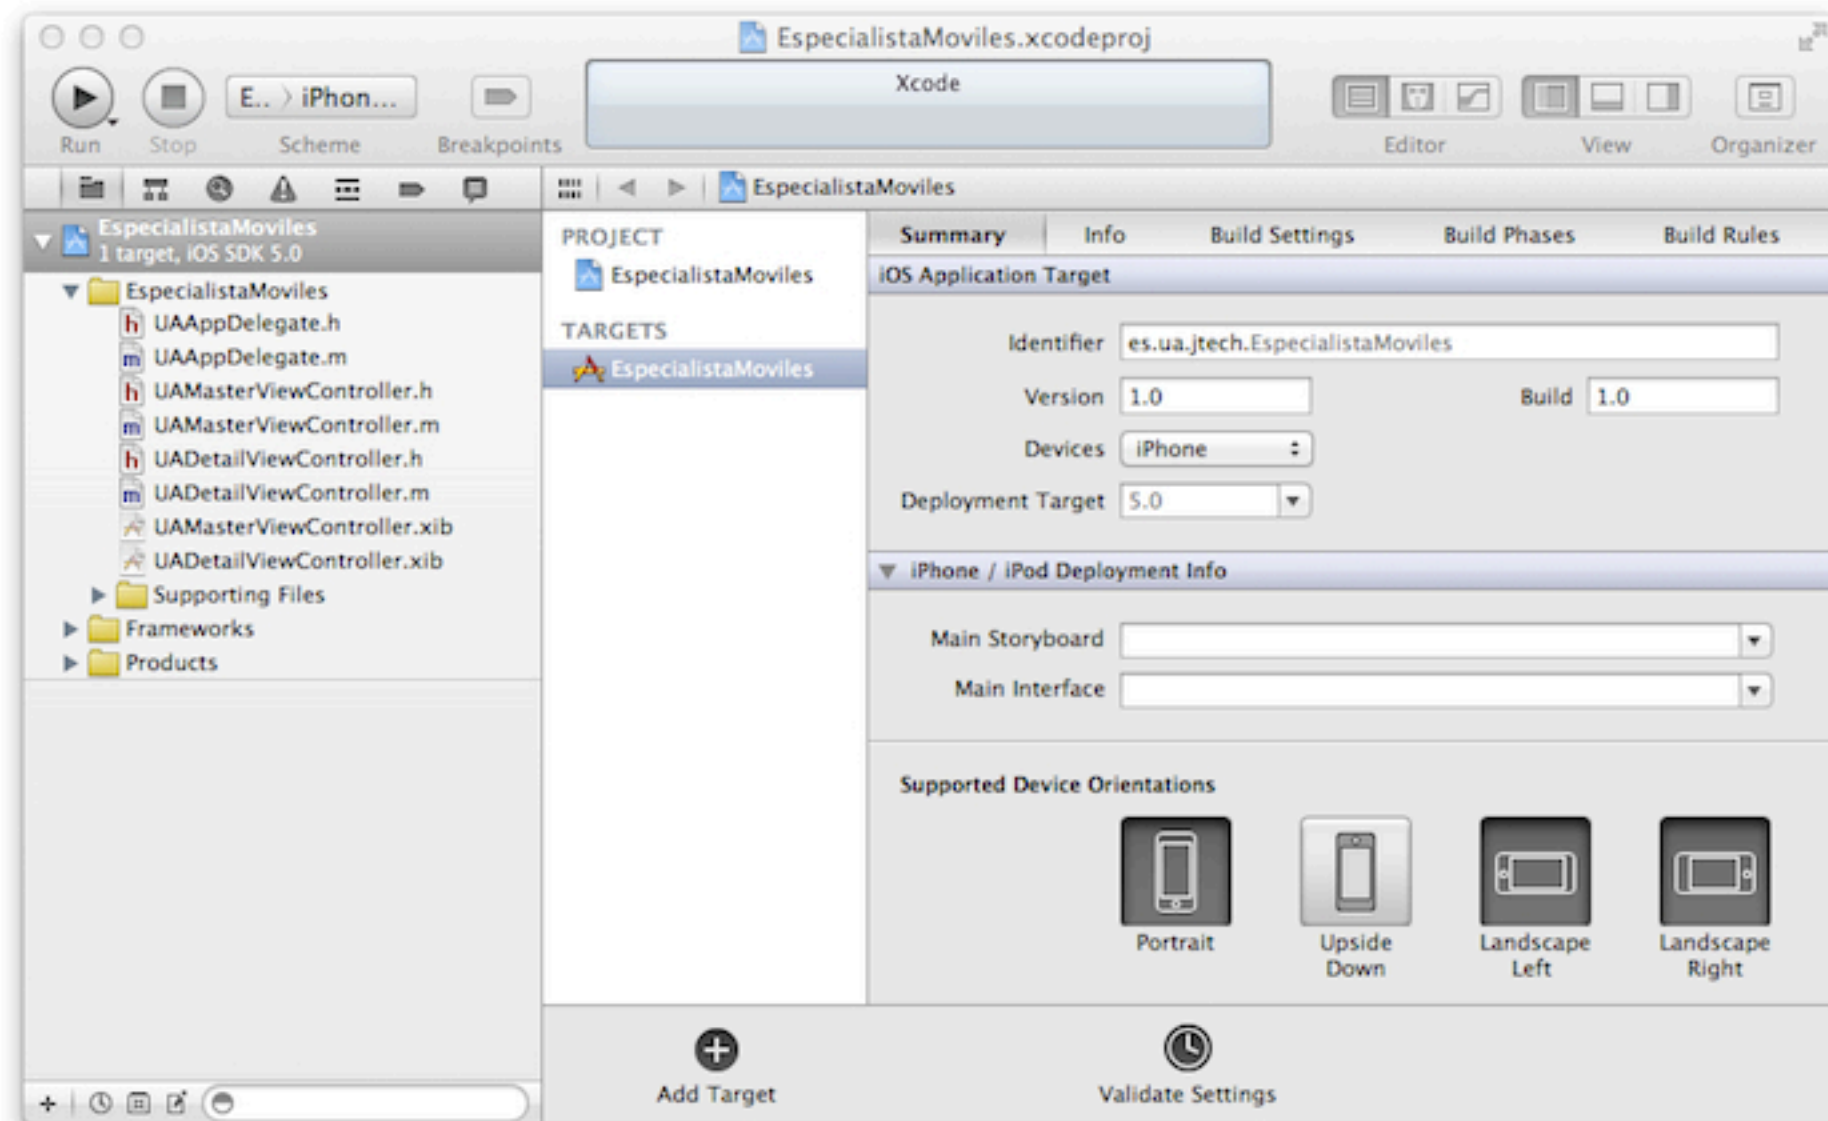 EspecialistaMoviles.xcodeproj
E.. 〉 iPhon...
Xcode
Run Stop Scheme Breakpoints Editor View Organizer
EspecialistaMoviles
EspecialistaMoviles
1 target, iOS SDK 5.0
EspecialistaMoviles
UAAppDelegate.h
UAAppDelegate.m
UAMasterViewController.h
UAMasterViewController.m
UADetailViewController.h
UADetailViewController.m
UAMasterViewController.xib
UADetailViewController.xib
Supporting Files
Frameworks
Products
PROJECT
EspecialistaMoviles
TARGETS
EspecialistaMoviles
Summary Info Build Settings Build Phases Build Rules
iOS Application Target
Identifier es.ua.jtech.EspecialistaMoviles
Version 1.0 Build 1.0
Devices iPhone
Deployment Target 5.0
iPhone / iPod Deployment Info
Main Storyboard
Main Interface
Supported Device Orientations
Portrait
Upside
Down
Landscape
Left
Landscape
Right
Add Target
Validate Settings